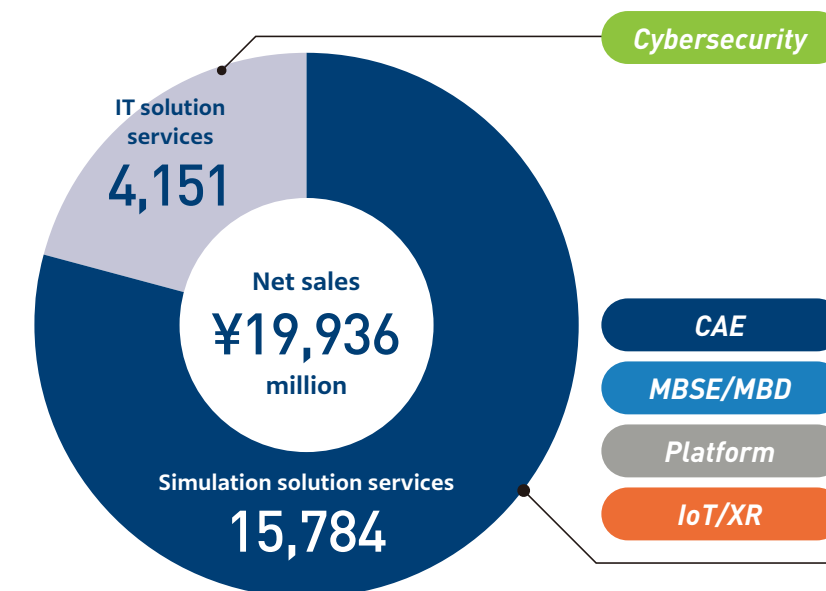 Cybersecurity
IT solution
services
4,151
Net sales
¥19,936
million
CAE
MBSE/MBD
Platform
IoT/XR
Simulation solution services
15,784